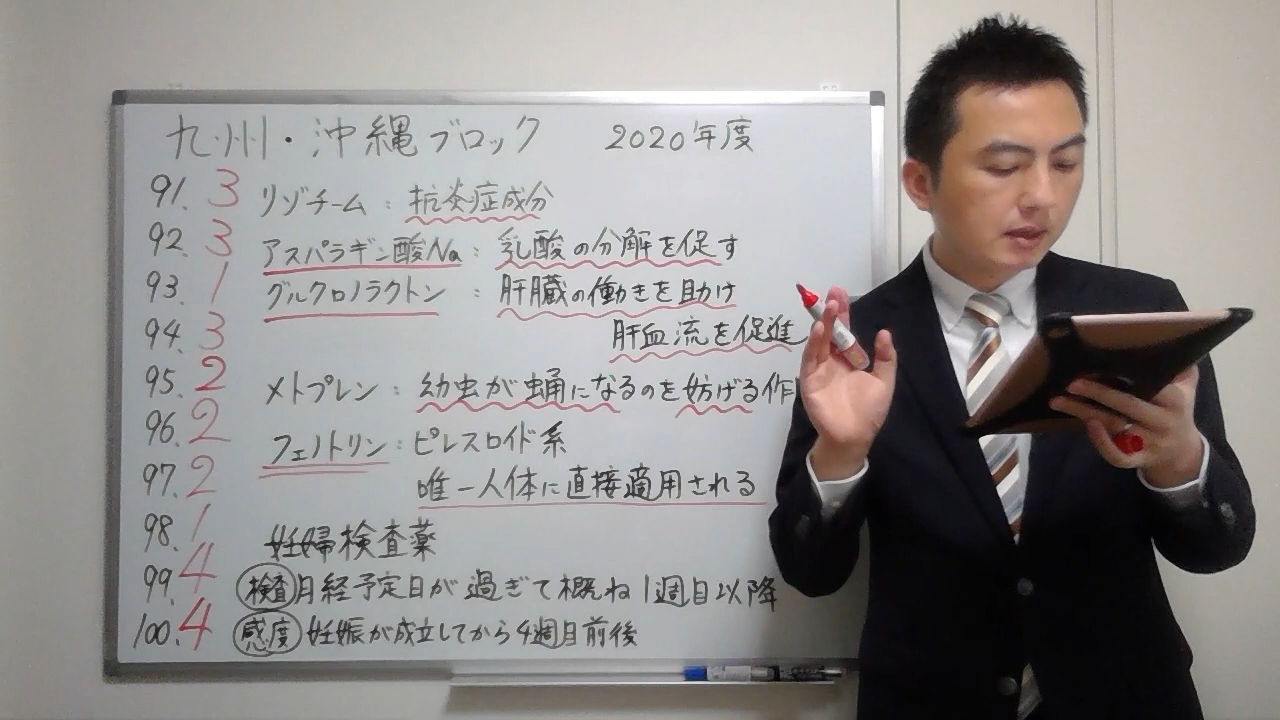 九州・沖縄ブロック 2020年度
91. 3 リゾチーム：抗炎症成分
92. 3 アスパラギン酸Na：乳酸の分解を促す
93. 1 グルクロノラクトン：肝臓の働きを助け
94. 3 肝血流を促進
95. 2 メトプレン：幼虫が蛹になるのを妨げる作
96. 2 フェノトリン：ピレスロイド系
97. 2 唯一人体に直接適用される
98. 1 妊婦検査薬
99. 4 検査 月経予定日が過ぎて概ね1週目以降
100. 4 感度 妊娠が成立してから4週目前後